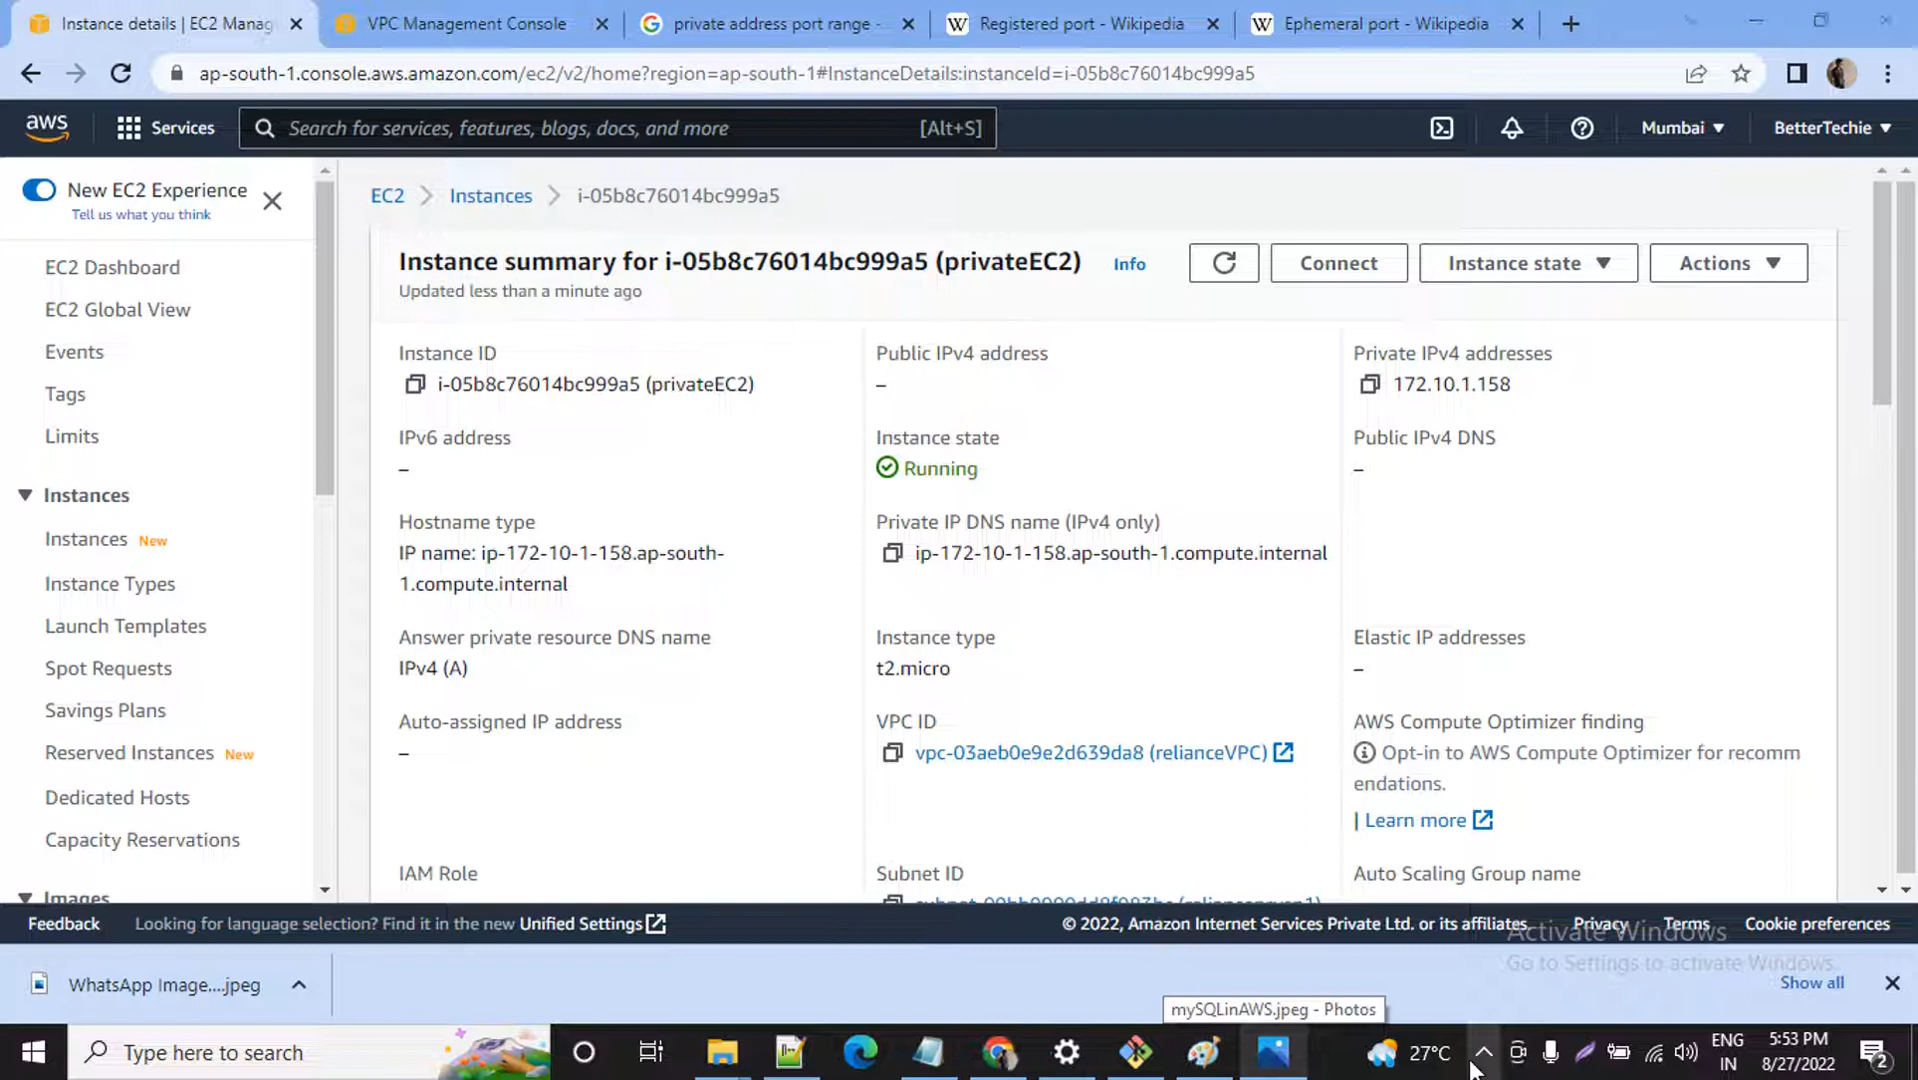 Instance details | EC2 Manag
VPC Management Console
private address port range -
Registered port - Wikipedia
Ephemeral port - Wikipedia
ap-south-1.console.aws.amazon.com/ec2/v2/home?region=ap-south-1#InstanceDetails:instanceId=i-05b8c76014bc999a5
aws
Services
Search for services, features, blogs, docs, and more
[Alt+S]
Mumbai
BetterTechie
New EC2 Experience
Tell us what you think
EC2 Dashboard
EC2 Global View
Events
Tags
Limits
Instances
Instances New
Instance Types
Launch Templates
Spot Requests
Savings Plans
Reserved Instances New
Dedicated Hosts
Capacity Reservations
Images
EC2
Instances
i-05b8c76014bc999a5
Instance summary for i-05b8c76014bc999a5 (privateEC2) Info
Updated less than a minute ago
Connect
Instance state
Actions
Instance ID
i-05b8c76014bc999a5 (privateEC2)
Public IPv4 address
–
Private IPv4 addresses
172.10.1.158
IPv6 address
–
Instance state
Running
Public IPv4 DNS
–
Hostname type
IP name: ip-172-10-1-158.ap-south-
1.compute.internal
Private IP DNS name (IPv4 only)
ip-172-10-1-158.ap-south-1.compute.internal
Answer private resource DNS name
IPv4 (A)
Instance type
t2.micro
Elastic IP addresses
–
Auto-assigned IP address
–
VPC ID
vpc-03aeb0e9e2d639da8 (relianceVPC)
AWS Compute Optimizer finding
Opt-in to AWS Compute Optimizer for recomm
endations.
| Learn more
IAM Role
Subnet ID
Auto Scaling Group name
Feedback
Looking for language selection? Find it in the new Unified Settings
© 2022, Amazon Internet Services Private Ltd. or its affiliates.
Privacy
Terms
Cookie preferences
Activate Windows
Go to Settings to activate Windows.
WhatsApp Image....jpeg
Show all
mySQLinAWS.jpeg - Photos
Type here to search
27°C
ENG
IN
5:53 PM
8/27/2022
2